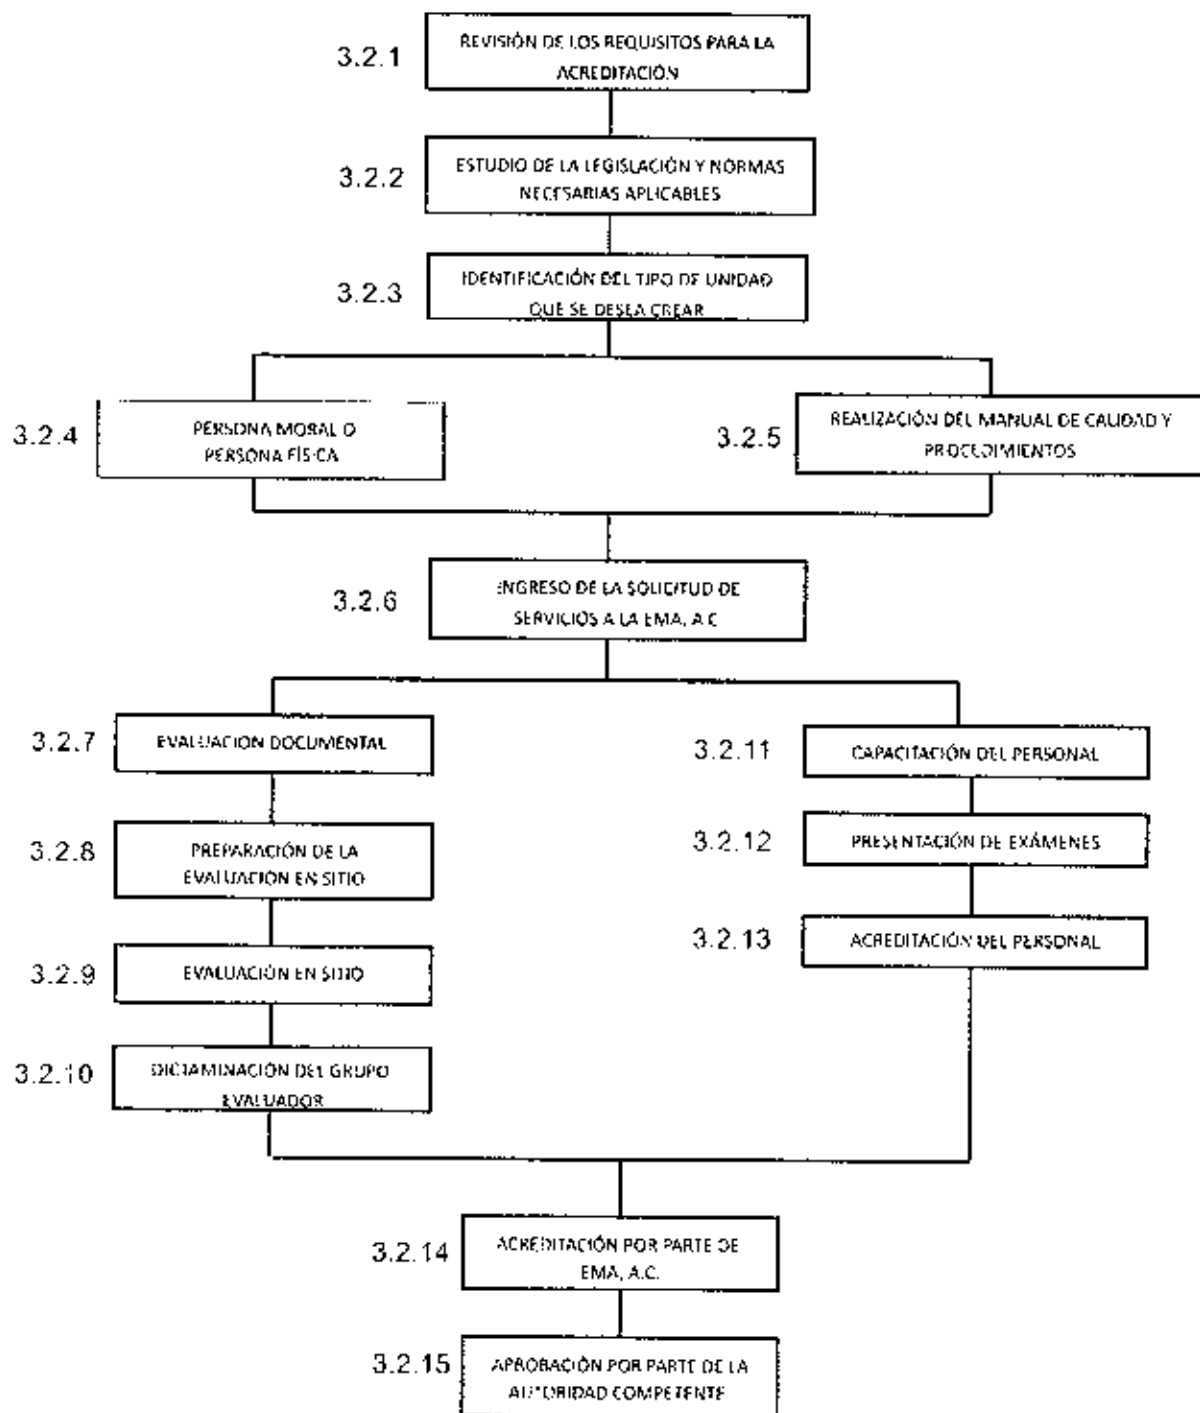 3.2.1
REVISIÓN DE LOS REQUISITOS PARA LA
ACREDITACIÓN
3.2.2
ESTUDIO DE LA LEGISLACIÓN Y NORMAS
NECESARIAS APLICABLES
3.2.3
IDENTIFICACIÓN DEL TIPO DE UNIDAD
QUE SE DESEA CREAR
3.2.4
PERSONA MORAL O
PERSONA FÍSICA
3.2.5
REALIZACIÓN DEL MANUAL DE CALIDAD Y
PROCEDIMIENTOS
3.2.6
INGRESO DE LA SOLICITUD DE
SERVICIOS A LA EMA, A.C
3.2.7
EVALUACION DOCUMENTAL
3.2.8
PREPARACIÓN DE LA
EVALUACIÓN EN SITIO
3.2.9
EVALUACIÓN EN SITIO
3.2.10
DICTAMINACIÓN DEL GRUPO
EVALUADOR
3.2.11
CAPACITACIÓN DEL PERSONAL
3.2.12
PRESENTACIÓN DE EXÁMENES
3.2.13
ACREDITACIÓN DEL PERSONAL
3.2.14
ACREDITACIÓN POR PARTE DE
EMA, A.C.
3.2.15
APROBACIÓN POR PARTE DE LA
AUTORIDAD COMPETENTE